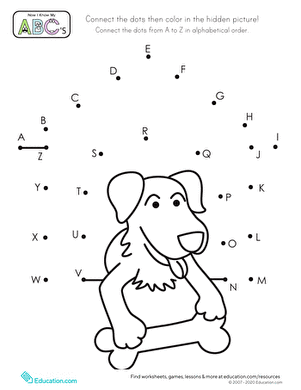 Now I Know My
ABC's
Connect the dots then color in the hidden picture!
Connect the dots from A to Z in alphabetical order.
E
D F
C G
B H
A I
R
Z S Q J
Y T P K
X U O L
W V N M
Find worksheets, games, lessons & more at education.com/resources
© 2007 - 2020 Education.com
Education.com